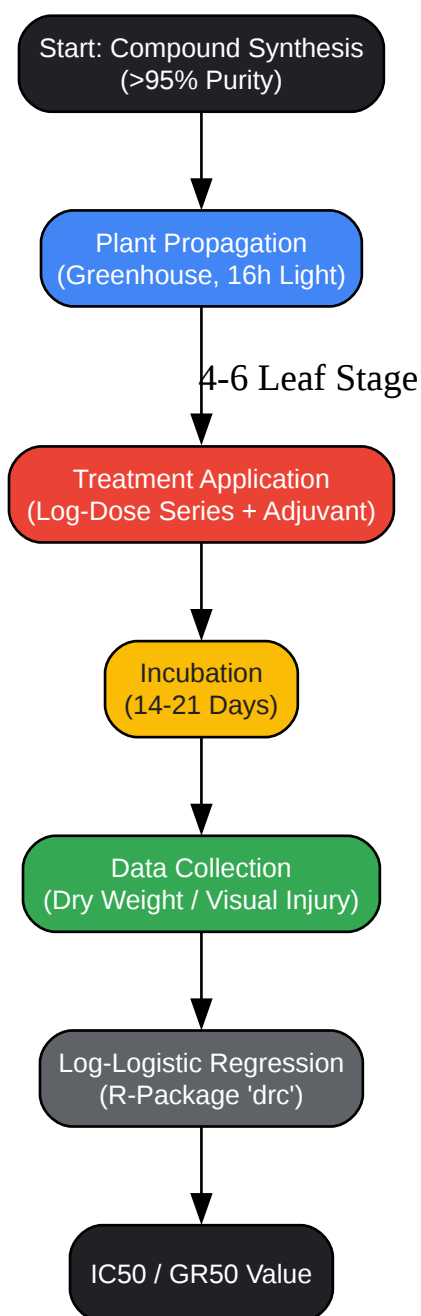 Start: Compound Synthesis
(>95% Purity)
Plant Propagation
(Greenhouse, 16h Light)
4-6 Leaf Stage
Treatment Application
(Log-Dose Series + Adjuvant)
Incubation
(14-21 Days)
Data Collection
(Dry Weight / Visual Injury)
Log-Logistic Regression
(R-Package 'drc')
IC50 / GR50 Value